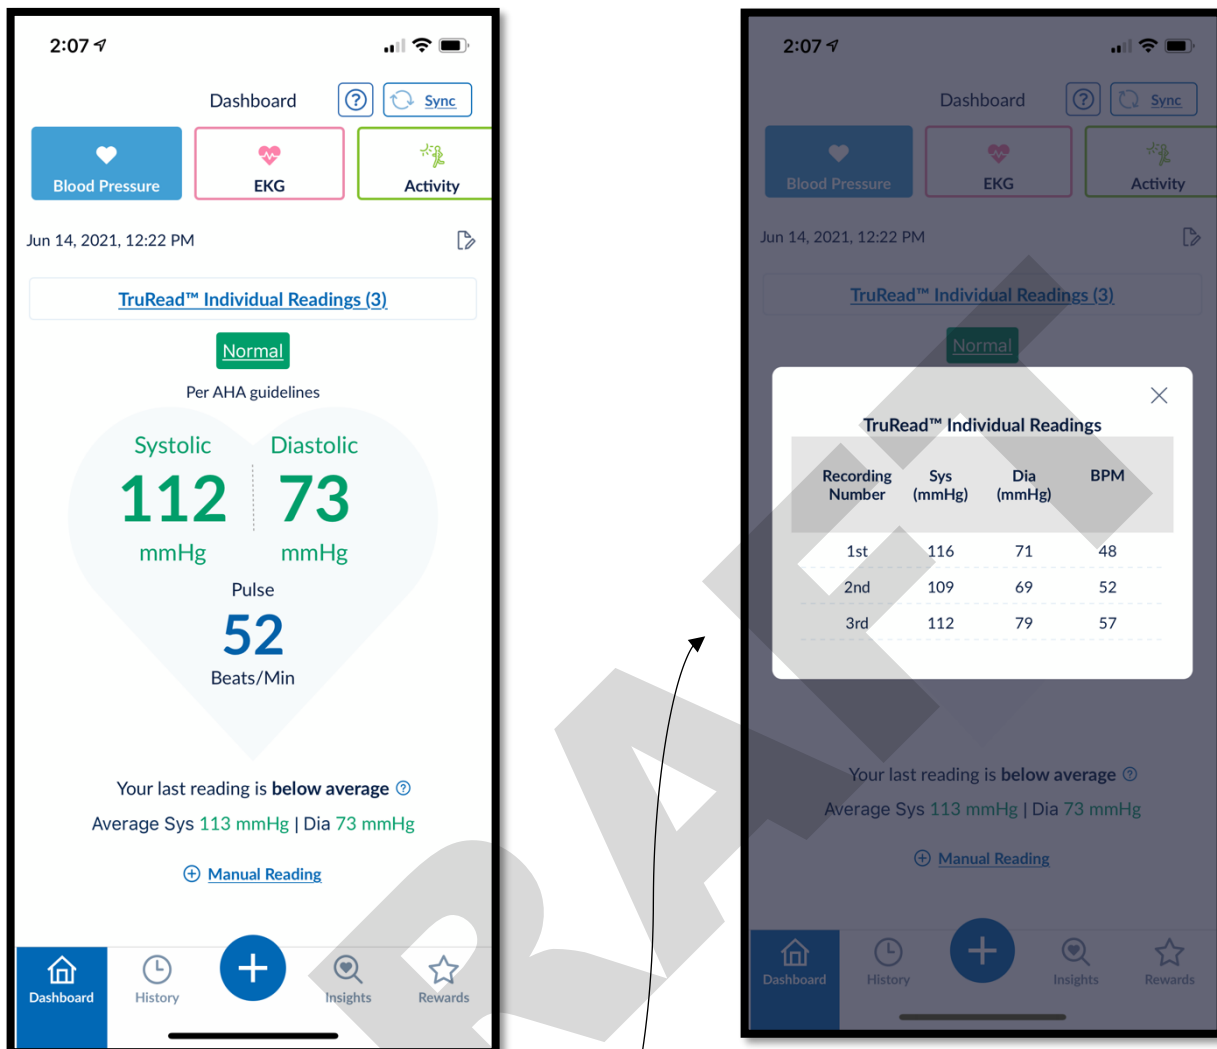 2:07
Dashboard
Sync
Blood Pressure
EKG
Activity
Jun 14, 2021, 12:22 PM
TruRead™ Individual Readings (3)
Normal
Per AHA guidelines
Systolic Diastolic
112 73
mmHg mmHg
Pulse
52
Beats/Min
Your last reading is below average
Average Sys 113 mmHg | Dia 73 mmHg
Manual Reading
Dashboard History Insights Rewards
2:07
Dashboard
Sync
Blood Pressure
EKG
Activity
Jun 14, 2021, 12:22 PM
TruRead™ Individual Readings (3)
Normal
TruRead™ Individual Readings
Recording Sys Dia BPM
Number (mmHg) (mmHg)
1st 116 71 48
2nd 109 69 52
3rd 112 79 57
Your last reading is below average
Average Sys 113 mmHg | Dia 73 mmHg
Manual Reading
Dashboard History Insights Rewards
RAFT